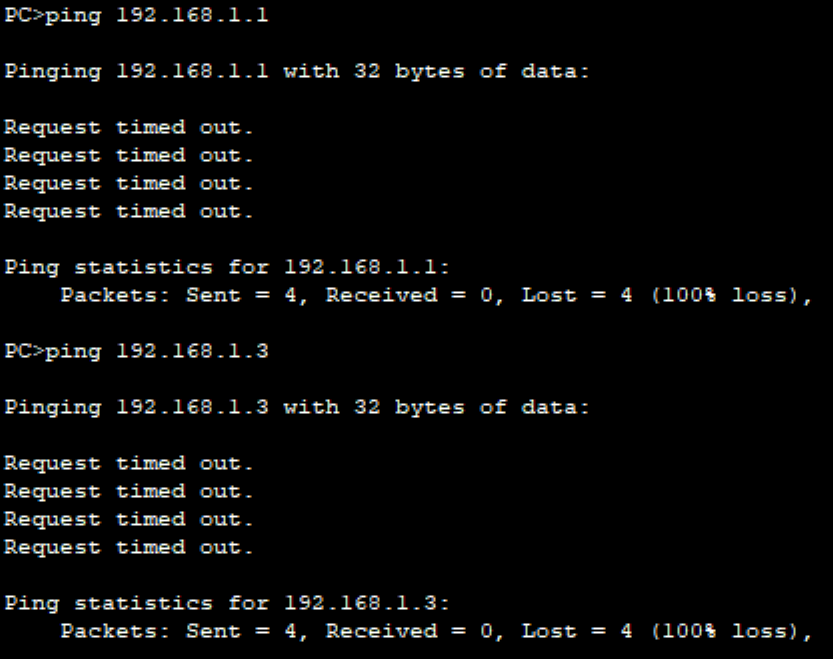 PC>ping 192.168.1.1
Pinging 192.168.1.1 with 32 bytes of data:
Request timed out.
Request timed out.
Request timed out.
Request timed out.
Ping statistics for 192.168.1.1:
    Packets: Sent = 4, Received = 0, Lost = 4 (100% loss),
PC>ping 192.168.1.3
Pinging 192.168.1.3 with 32 bytes of data:
Request timed out.
Request timed out.
Request timed out.
Request timed out.
Ping statistics for 192.168.1.3:
    Packets: Sent = 4, Received = 0, Lost = 4 (100% loss),